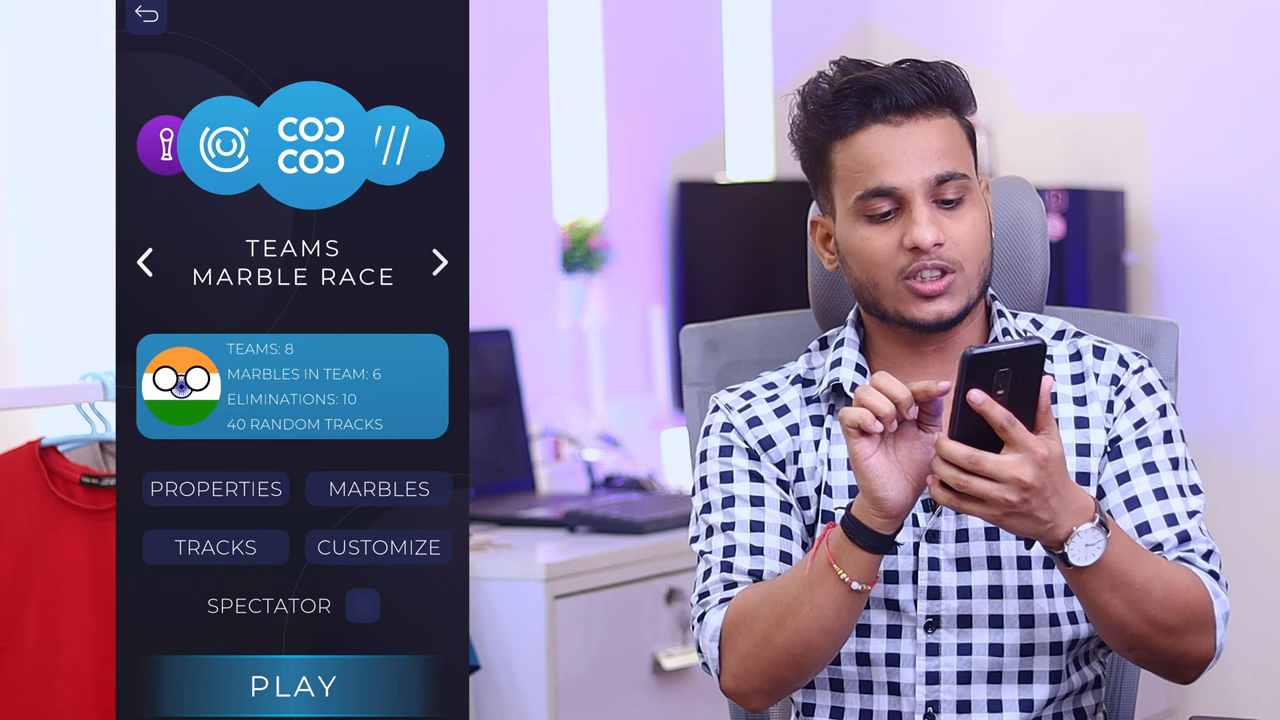 TEAMS
MARBLE RACE
TEAMS: 8
MARBLES IN TEAM: 6
ELIMINATIONS: 10
40 RANDOM TRACKS
PROPERTIES
MARBLES
TRACKS
CUSTOMIZE
SPECTATOR
PLAY